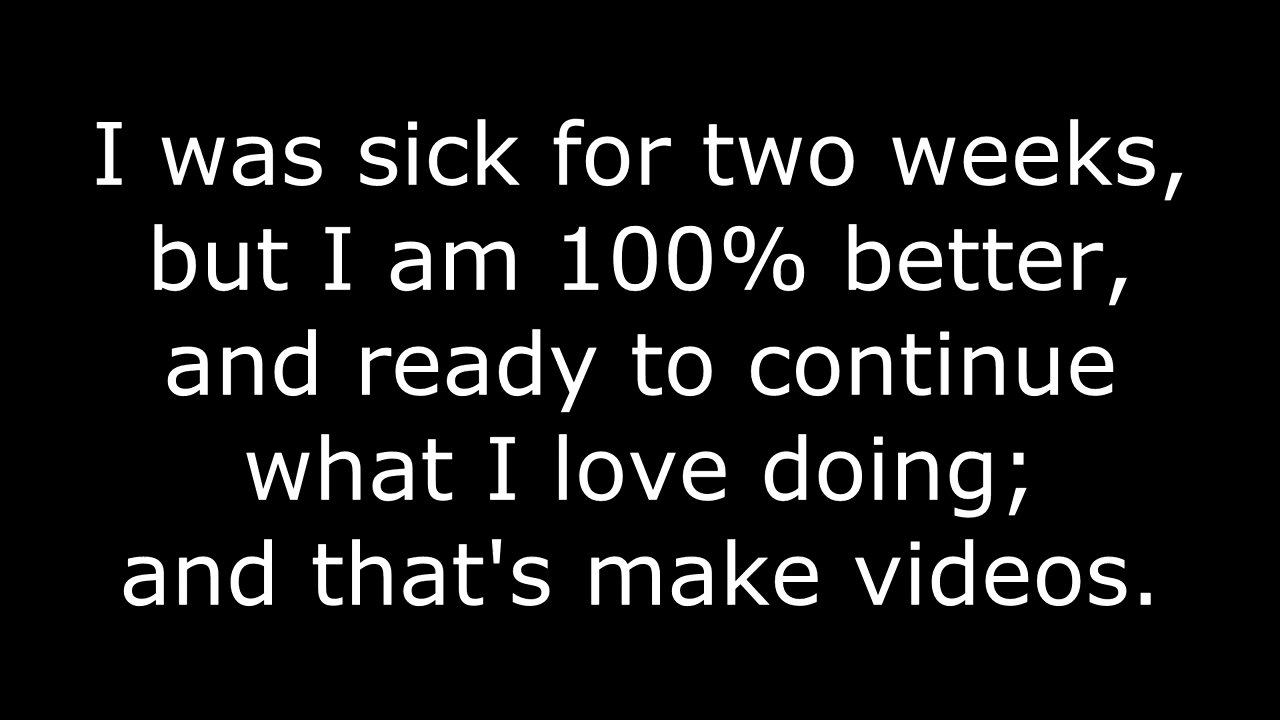 I was sick for two weeks,
but I am 100% better,
and ready to continue
what I love doing;
and that's make videos.